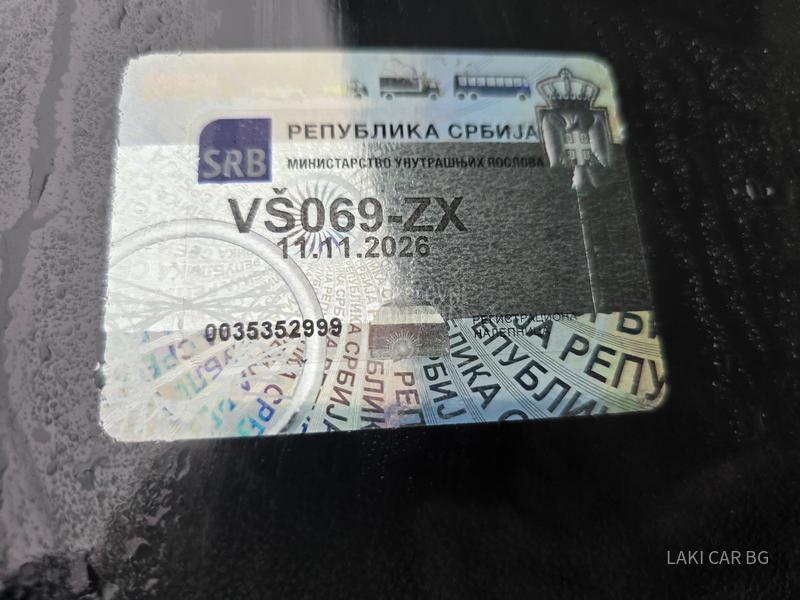 РЕПУБЛИКА СРБИЈА
SRB
МИНИСТАРСТВО УНУТРАШЊИХ ПОСЛОВА
VŠ069-ZX
11.11.2026
0035352999
РЕГИСТРАЦИОНА
НАЛЕПНИЦА
LAKI CAR BG